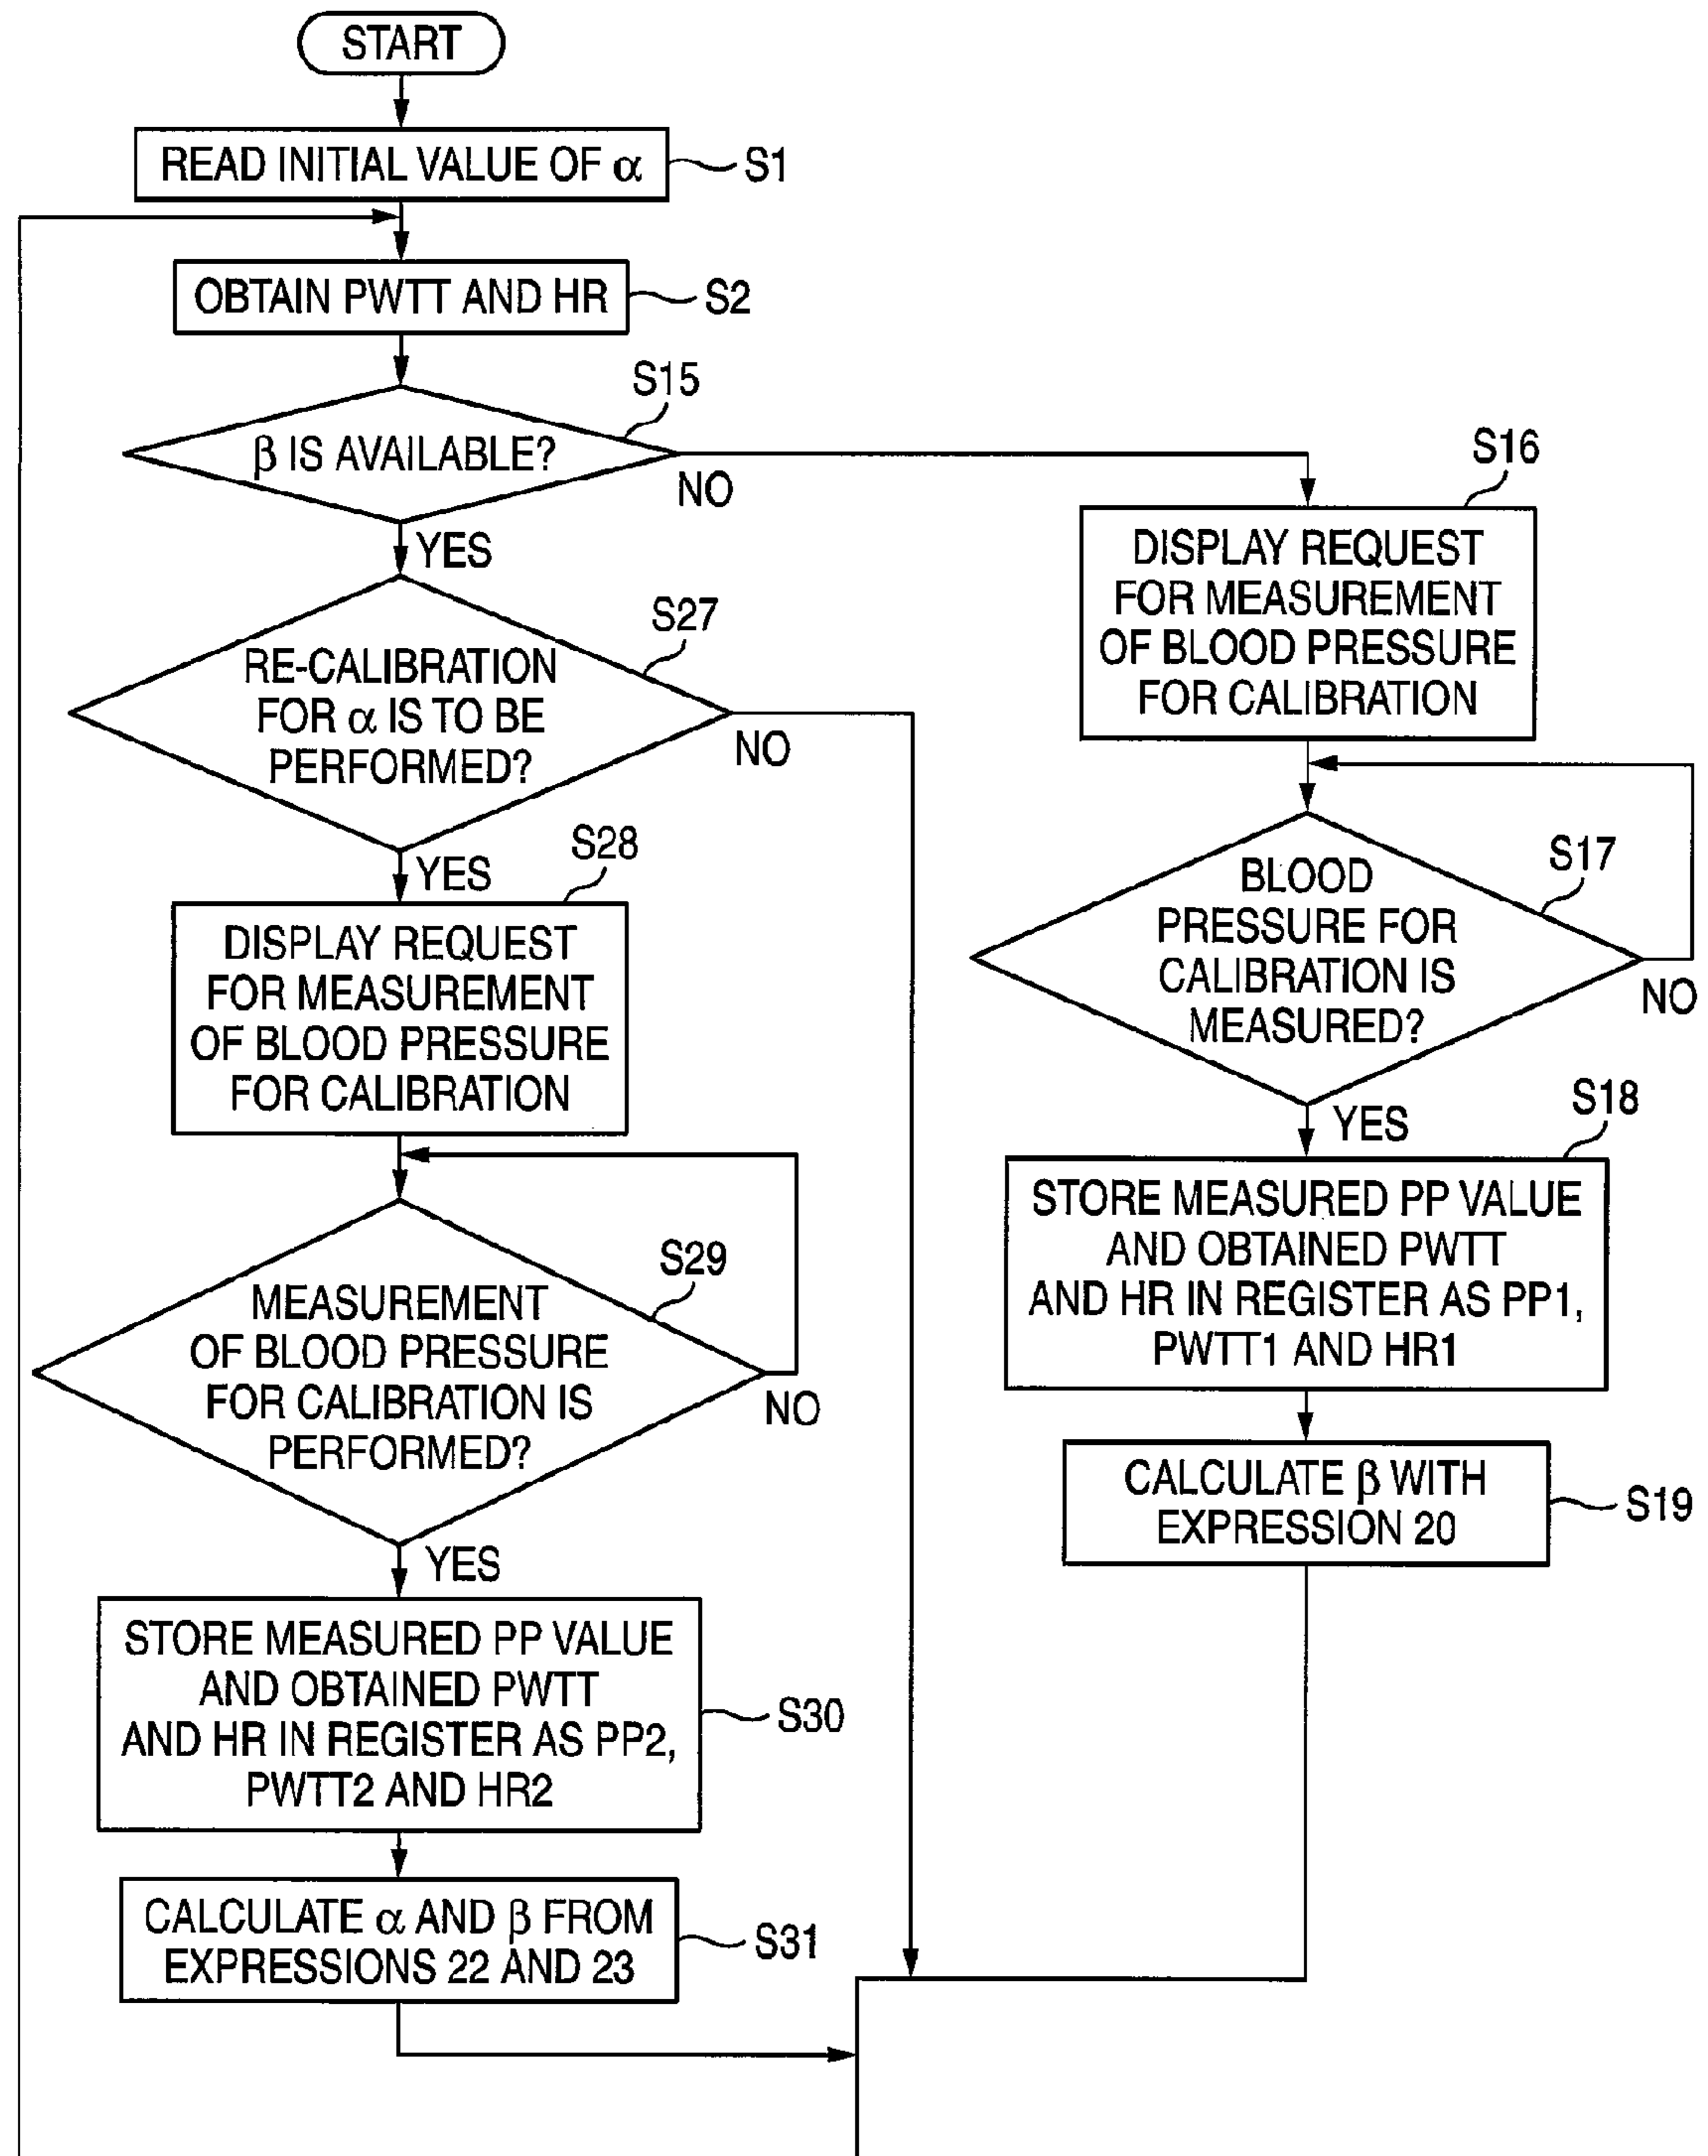 START
READ INITIAL VALUE OF α
S1
OBTAIN PWTT AND HR
S2
S15
β IS AVAILABLE?
NO
YES
S27
RE-CALIBRATION
FOR α IS TO BE
PERFORMED?
NO
YES
S28
DISPLAY REQUEST
FOR MEASUREMENT
OF BLOOD PRESSURE
FOR CALIBRATION
S29
MEASUREMENT
OF BLOOD PRESSURE
FOR CALIBRATION IS
PERFORMED?
NO
YES
STORE MEASURED PP VALUE
AND OBTAINED PWTT
AND HR IN REGISTER AS PP2,
PWTT2 AND HR2
S30
CALCULATE α AND β FROM
EXPRESSIONS 22 AND 23
S31
S16
DISPLAY REQUEST
FOR MEASUREMENT
OF BLOOD PRESSURE
FOR CALIBRATION
S17
BLOOD
PRESSURE FOR
CALIBRATION IS
MEASURED?
NO
YES
S18
STORE MEASURED PP VALUE
AND OBTAINED PWTT
AND HR IN REGISTER AS PP1,
PWTT1 AND HR1
CALCULATE β WITH
EXPRESSION 20
S19